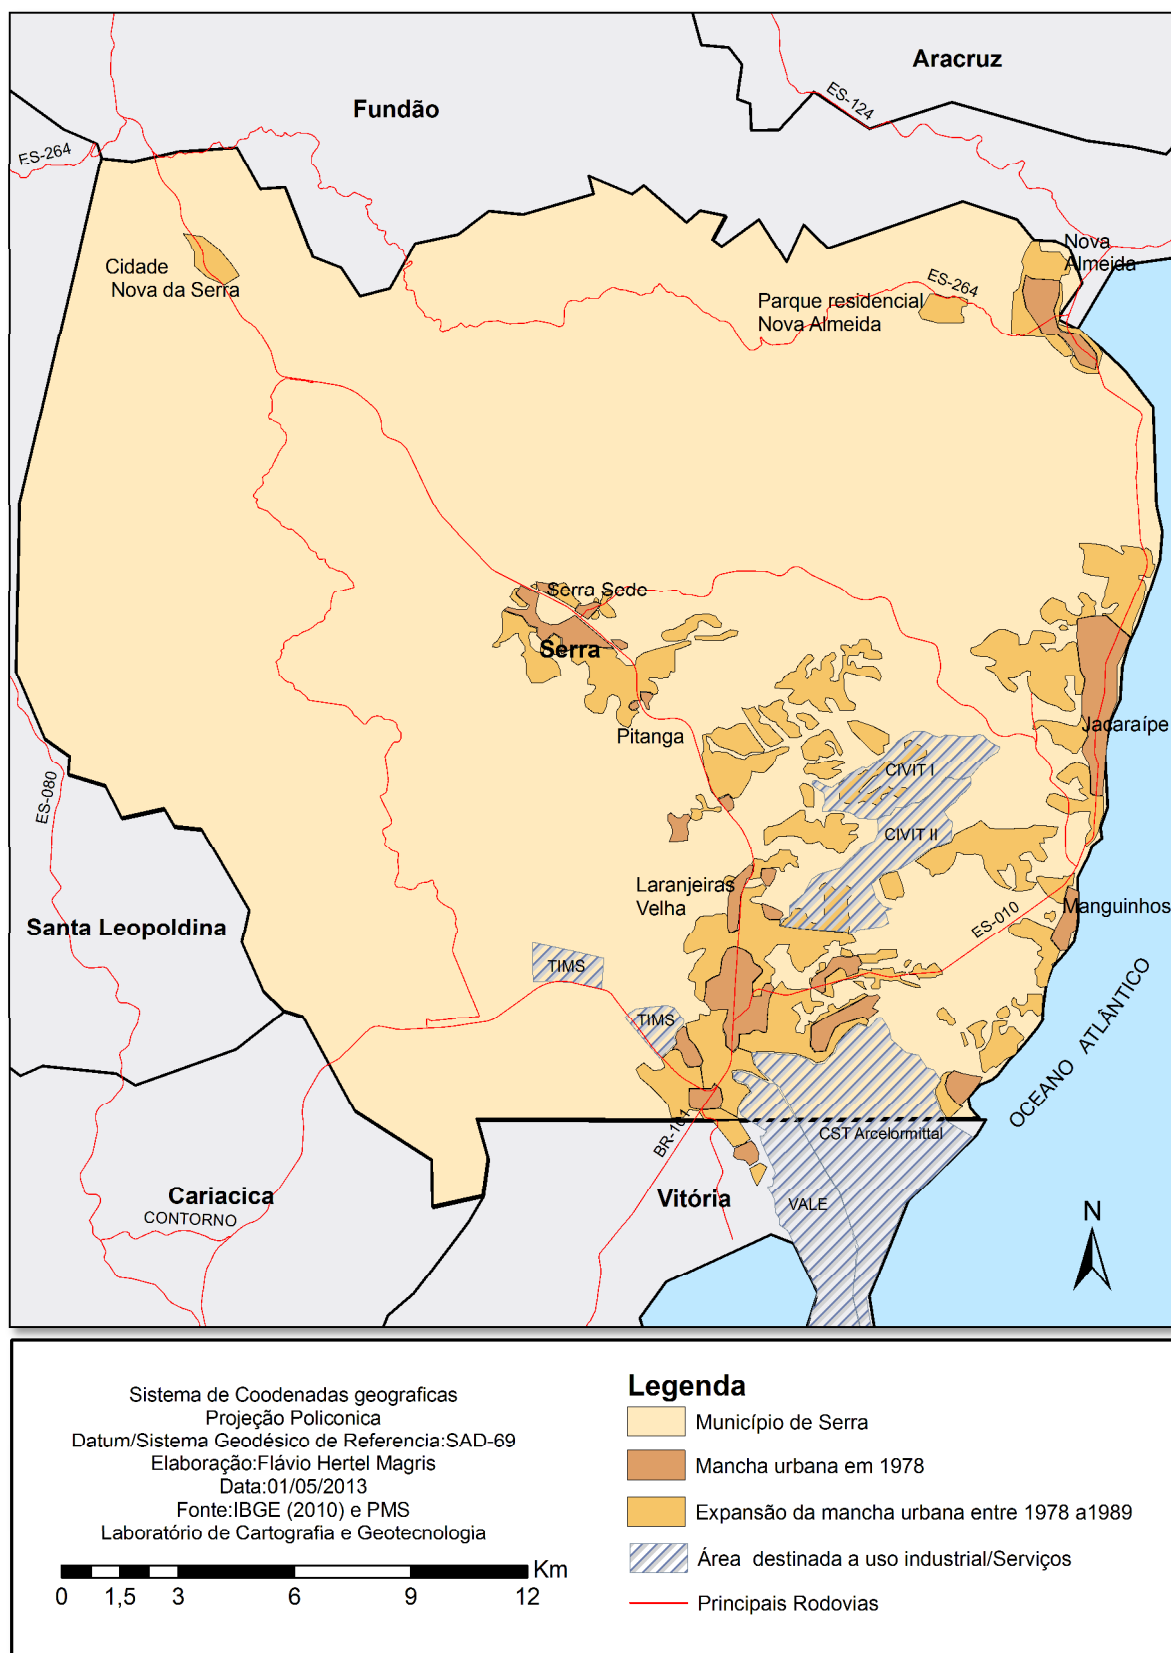 Aracruz
Fundão
ES-124
ES-264
Nova
Almeida
Cidade
Nova da Serra
ES-264
Parque residencial
Nova Almeida
Serra Sede
Serra
Pitanga
Jacaraípe
CIVIT I
CIVIT II
ES-080
Laranjeiras
Velha
Manguinhos
ES-010
Santa Leopoldina
TIMS
TIMS
OCEANO ATLÂNTICO
BR-101
CST Arcelormittal
Cariacica
CONTORNO
Vitória
VALE
N
Sistema de Coodenadas geograficas
Projeção Policonica
Datum/Sistema Geodésico de Referencia:SAD-69
Elaboração:Flávio Hertel Magris
Data:01/05/2013
Fonte:IBGE (2010) e PMS
Laboratório de Cartografia e Geotecnologia
Km
0 1,5 3 6 9 12
Legenda
Município de Serra
Mancha urbana em 1978
Expansão da mancha urbana entre 1978 a1989
Área destinada a uso industrial/Serviços
Principais Rodovias